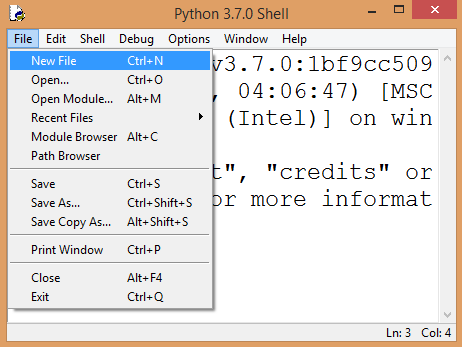 Python 3.7.0 Shell
File Edit Shell Debug Options Window Help
New File Ctrl+N
Open... Ctrl+O
Open Module... Alt+M
Recent Files
Module Browser Alt+C
Path Browser
Save Ctrl+S
Save As... Ctrl+Shift+S
Save Copy As... Alt+Shift+S
Print Window Ctrl+P
Close Alt+F4
Exit Ctrl+Q
v3.7.0:1bf9cc509
, 04:06:47) [MSC
(Intel)] on win
t", "credits" or
or more informat
Ln: 3 Col: 4